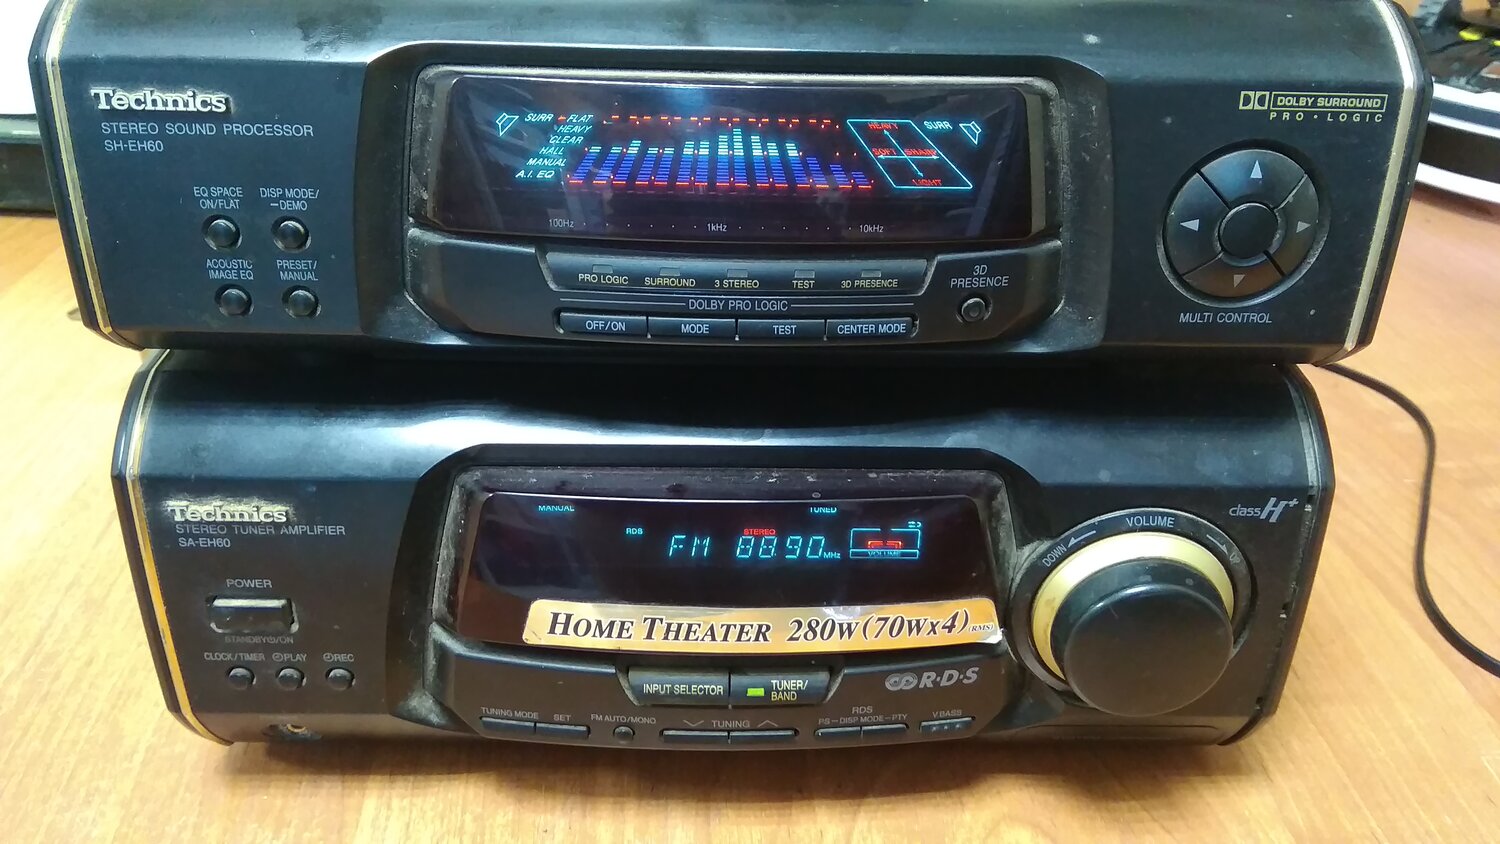 Technics
STEREO SOUND PROCESSOR
SH-EH60
EQ SPACE
ON/FLAT
DISP MODE/
–DEMO
ACOUSTIC
IMAGE EQ
PRESET/
MANUAL
SURR FLAT
HEAVY
CLEAR
HALL
MANUAL
A.I. EQ
HEAVY
SOFT SHARP
LIGHT
SURR
100Hz 1kHz 10kHz
PRO LOGIC SURROUND 3 STEREO TEST 3D PRESENCE
DOLBY PRO LOGIC
OFF/ON MODE TEST CENTER MODE
3D
PRESENCE
DOLBY SURROUND
PRO • LOGIC
MULTI CONTROL
Technics
STEREO TUNER AMPLIFIER
SA-EH60
POWER
STANDBY⏻/ON
CLOCK/TIMER PLAY REC
MANUAL TUNED
RDS STEREO
FM 88.90 MHz
VOLUME
HOME THEATER 280W (70W×4) (RMS)
INPUT SELECTOR
TUNER/
BAND
R·D·S
TUNING MODE SET FM AUTO/MONO TUNING
RDS
PS–DISP MODE–PTY
V.BASS
class H+
VOLUME
DOWN UP